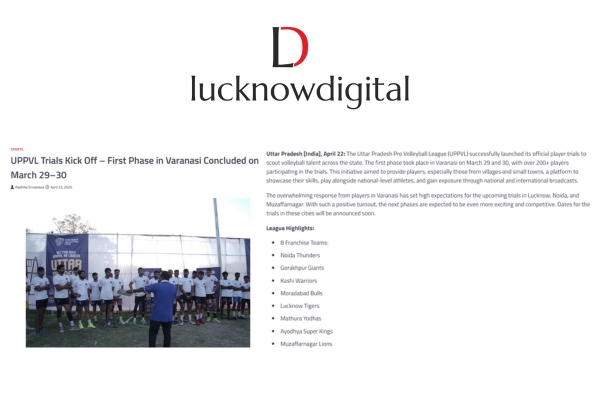 LD
lucknowdigital
SPORTS
UPPVL Trials Kick Off – First Phase in Varanasi Concluded on
March 29–30
Radhika Srivastava April 23, 2025
UTTAR
Uttar Pradesh [India], April 22: The Uttar Pradesh Pro Volleyball League (UPPVL) successfully launched its official player trials to
scout volleyball talent across the state. The first phase took place in Varanasi on March 29 and 30, with over 200+ players
participating in the trials. This initiative aimed to provide players, especially those from villages and small towns, a platform to
showcase their skills, play alongside national-level athletes, and gain exposure through national and international broadcasts.
The overwhelming response from players in Varanasi has set high expectations for the upcoming trials in Lucknow, Noida, and
Muzaffarnagar. With such a positive turnout, the next phases are expected to be even more exciting and competitive. Dates for the
trials in these cities will be announced soon.
League Highlights:
• 8 Franchise Teams:
• Noida Thunders
• Gorakhpur Giants
• Kashi Warriors
• Moradabad Bulls
• Lucknow Tigers
• Mathura Yodhas
• Ayodhya Super Kings
• Muzaffarnagar Lions